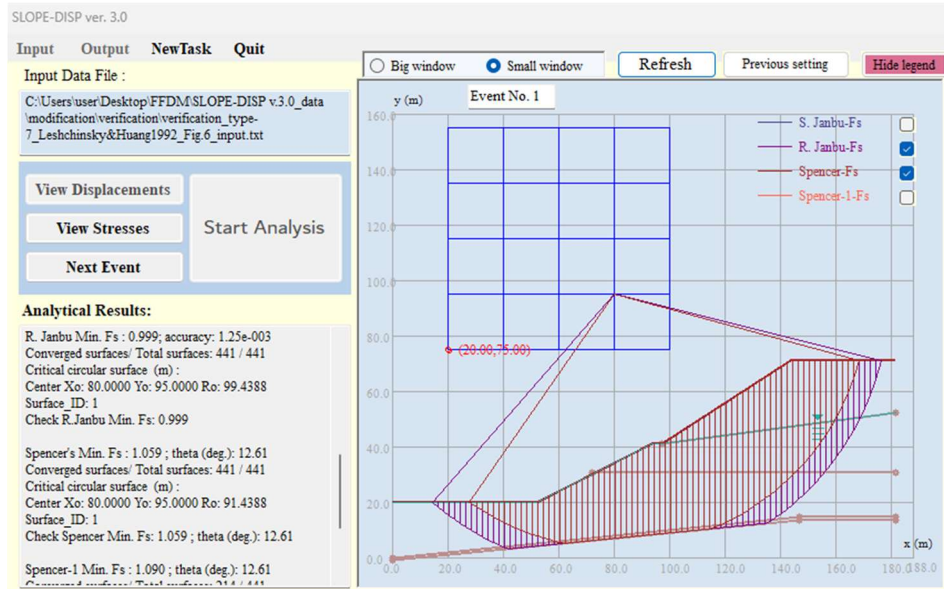 SLOPE-DISP ver. 3.0
Input Output NewTask Quit
Input Data File :
C:\Users\user\Desktop\FFDM\SLOPE-DISP v.3.0_data
\modification\verification\verification_type-
7_Leshchinsky&Huang1992_Fig.6_input.txt
View Displacements
View Stresses
Next Event
Start Analysis
Analytical Results:
R. Janbu Min. Fs : 0.999; accuracy: 1.25e-003
Converged surfaces/ Total surfaces: 441 / 441
Critical circular surface (m) :
Center Xo: 80.0000 Yo: 95.0000 Ro: 99.4388
Surface_ID: 1
Check R.Janbu Min. Fs: 0.999
Spencer's Min. Fs : 1.059 ; theta (deg.): 12.61
Converged surfaces/ Total surfaces: 441 / 441
Critical circular surface (m) :
Center Xo: 80.0000 Yo: 95.0000 Ro: 91.4388
Surface_ID: 1
Check Spencer Min. Fs: 1.059 ; theta (deg.): 12.61
Spencer-1 Min. Fs : 1.090 ; theta (deg.): 12.61
Converged surfaces/ Total surfaces: 214 / 441
Big window Small window Refresh Previous setting Hide legend
y (m) Event No. 1
160.0
140.0
120.0
100.0
80.0
60.0
40.0
20.0
0.0
S. Janbu-Fs
R. Janbu-Fs
Spencer-Fs
Spencer-1-Fs
(20.00,75.00)
x (m)
0.0 20.0 40.0 60.0 80.0 100.0 120.0 140.0 160.0 180.0 188.0